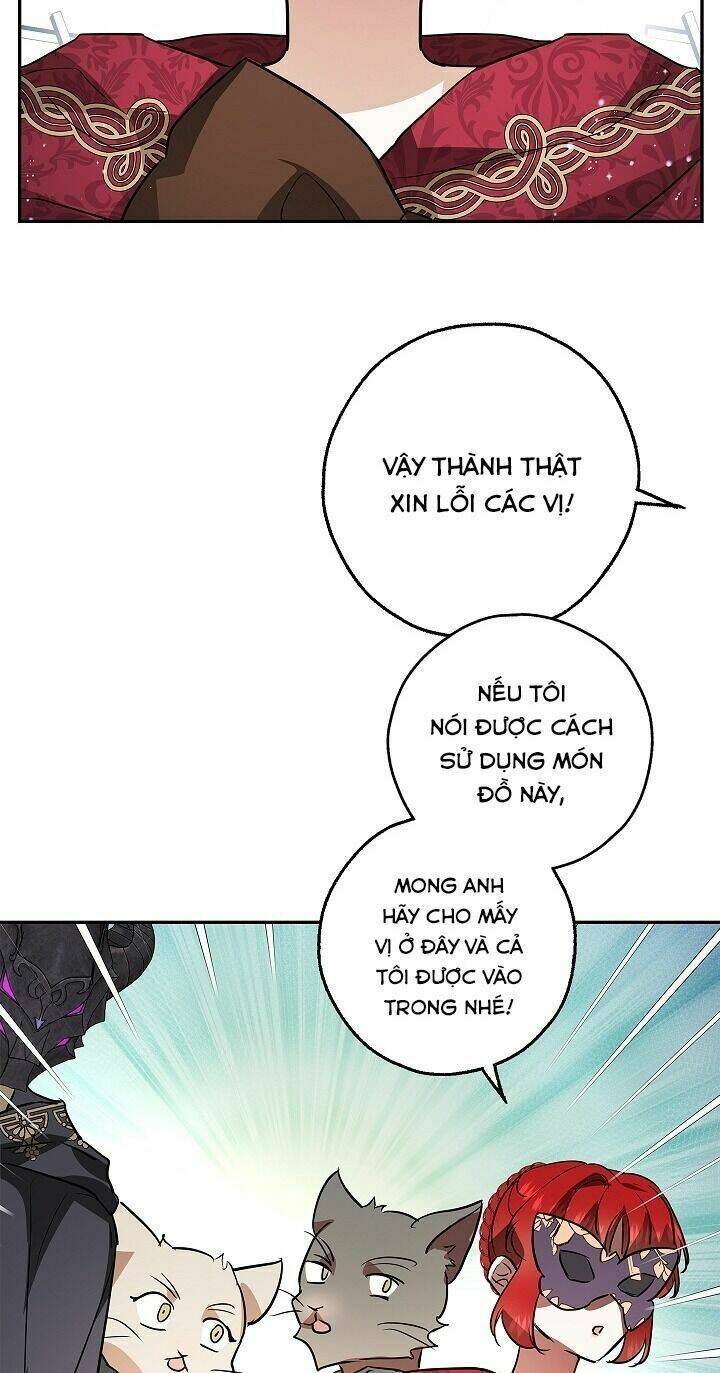 VẬY THÀNH THẬT
XIN LỖI CÁC VỊ!
NẾU TÔI
NÓI ĐƯỢC CÁCH
SỬ DỤNG MÓN
ĐỒ NÀY,
MONG ANH
HÃY CHO MẤY
VỊ Ở ĐÂY VÀ CẢ
TÔI ĐƯỢC VÀO
TRONG NHÉ!